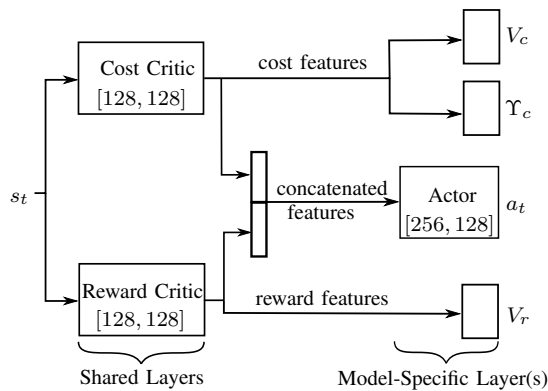 Cost Critic
[128, 128]
cost features
V_c
Υ_c
s_t
concatenated
features
Actor
[256, 128]
a_t
Reward Critic
[128, 128]
reward features
V_r
Shared Layers
Model-Specific Layer(s)